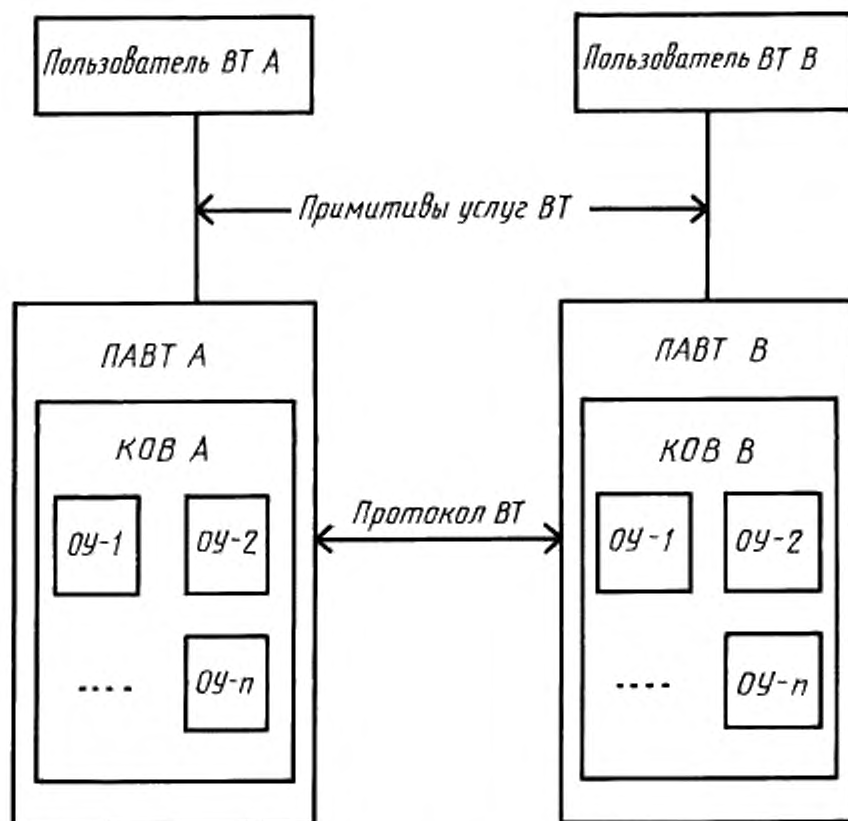 Пользователь ВТ А
Пользователь ВТ В
Примитивы услуг ВТ
ПАВТ А
ПАВТ В
КОВ А
КОВ В
ОУ-1
ОУ-2
Протокол ВТ
ОУ-1
ОУ-2
....
ОУ-п
....
ОУ-п